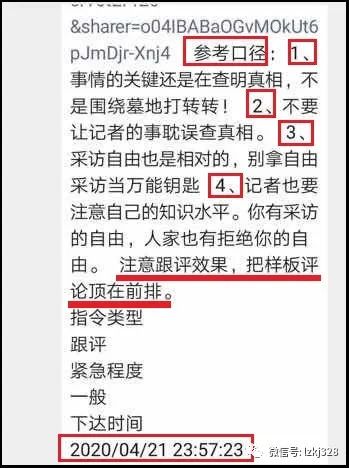 &sharer=o04IBABaOGvMOkUt6
pJmDjr-Xnj4 参考口径：1、
事情的关键还是在查明真相，不
是围绕墓地打转转！2、不要
让记者的事耽误查真相。3、
采访自由也是相对的，别拿自由
采访当万能钥匙 4、记者也要
注意自己的知识水平。你有采访
的自由，人家也有拒绝你的自
由。 注意跟评效果，把样板评
论顶在前排。
指令类型
跟评
紧急程度
一般
下达时间
2020/04/21 23:57:23
微信号: lzkj328